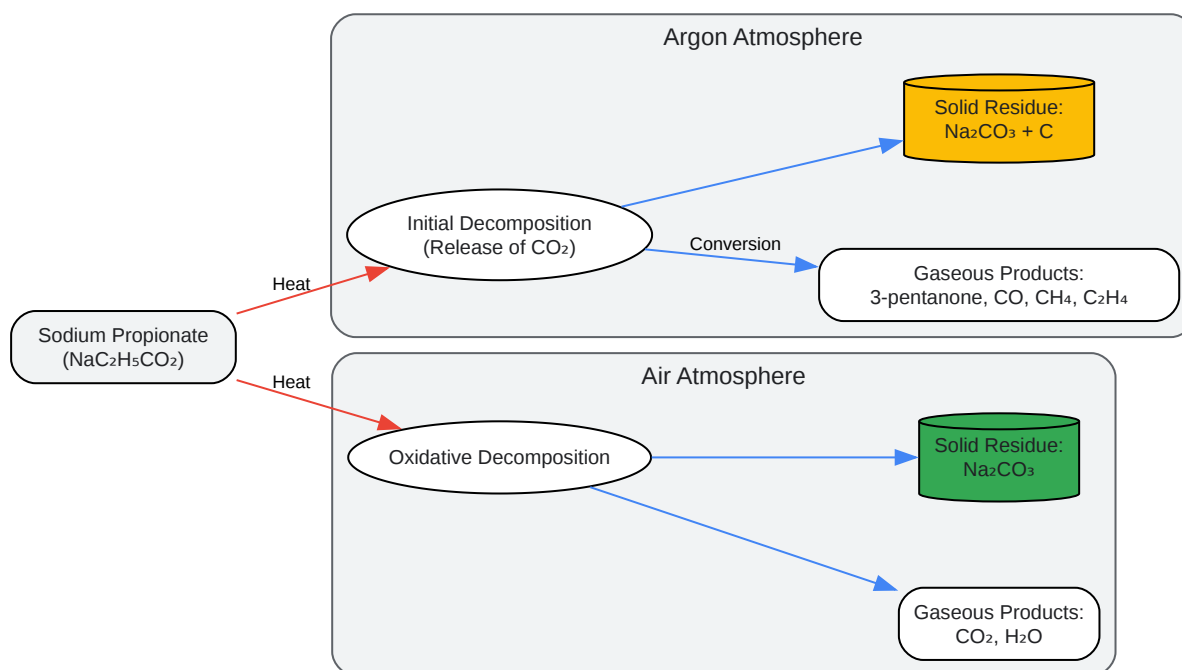 Argon Atmosphere
Solid Residue:
Na₂CO₃ + C
Initial Decomposition
(Release of CO₂)
Conversion
Gaseous Products:
3-pentanone, CO, CH₄, C₂H₄
Heat
Sodium Propionate
(NaC₂H₅CO₂)
Heat
Air Atmosphere
Oxidative Decomposition
Solid Residue:
Na₂CO₃
Gaseous Products:
CO₂, H₂O